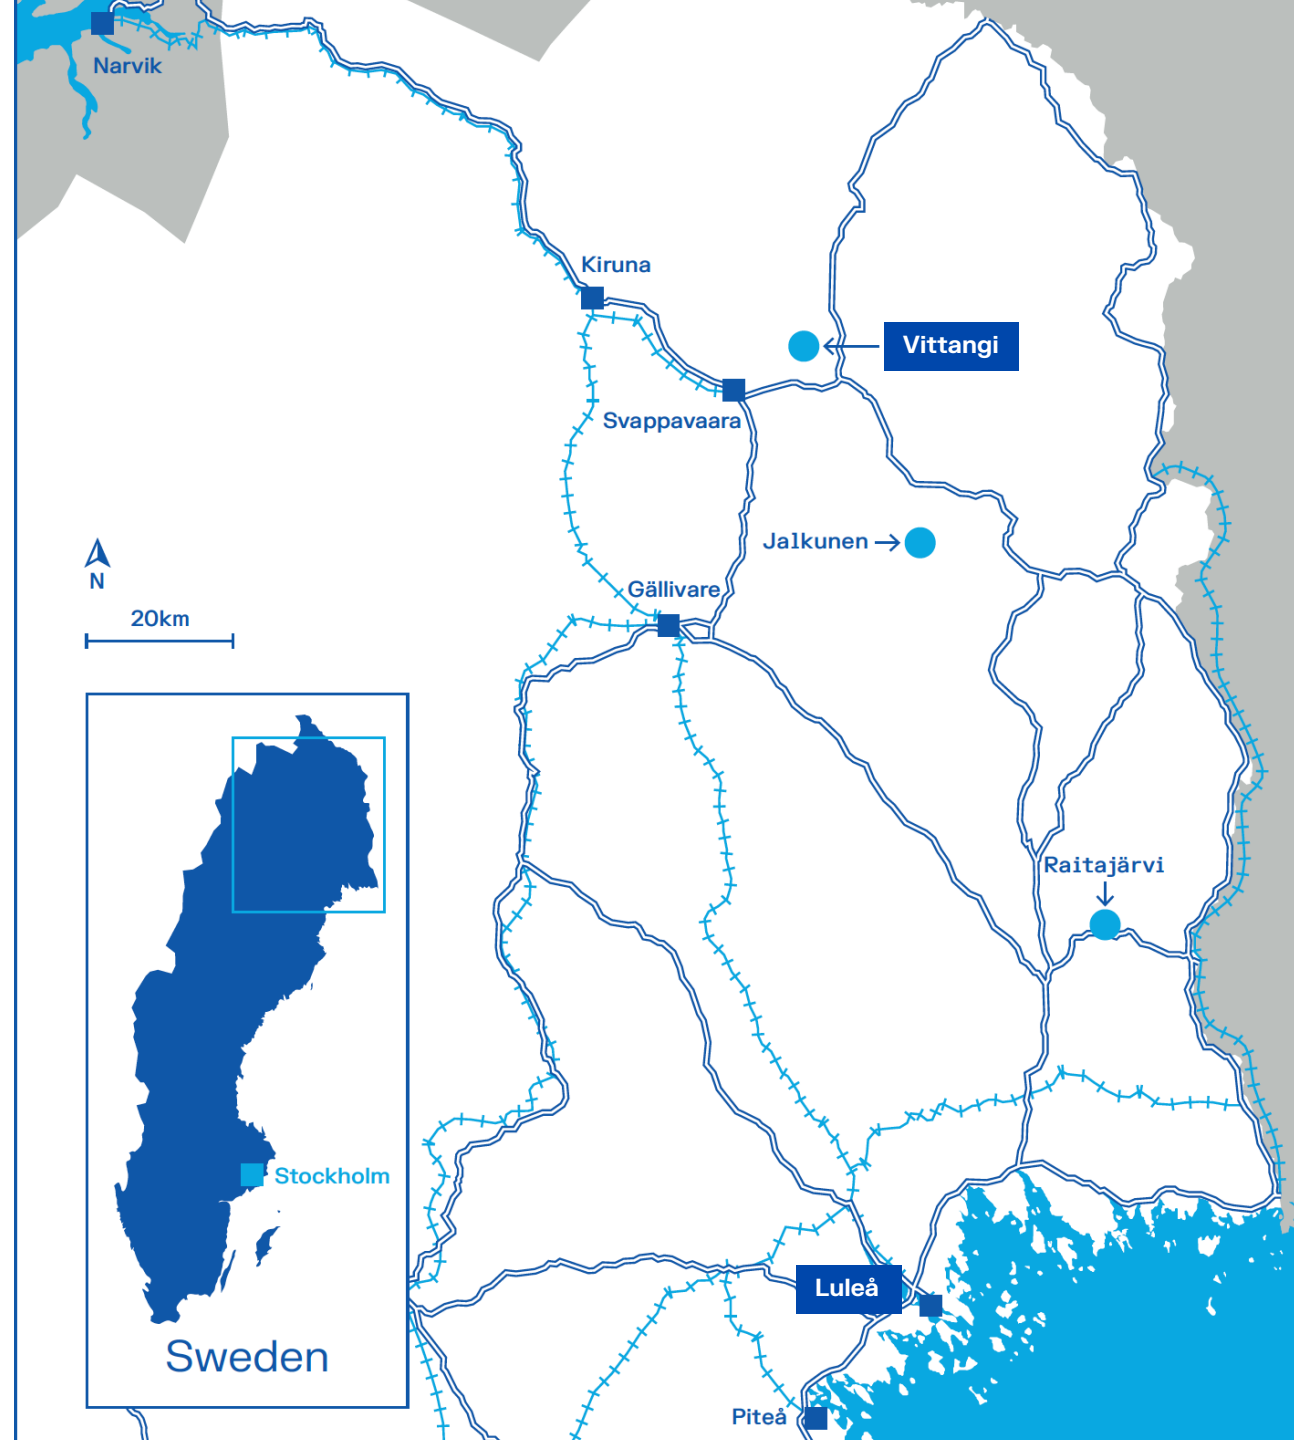 Narvik
Kiruna
Vittangi
Svappavaara
Jalkunen
N
Gällivare
20km
Raitajärvi
Stockholm
Luleå
Sweden
Piteå